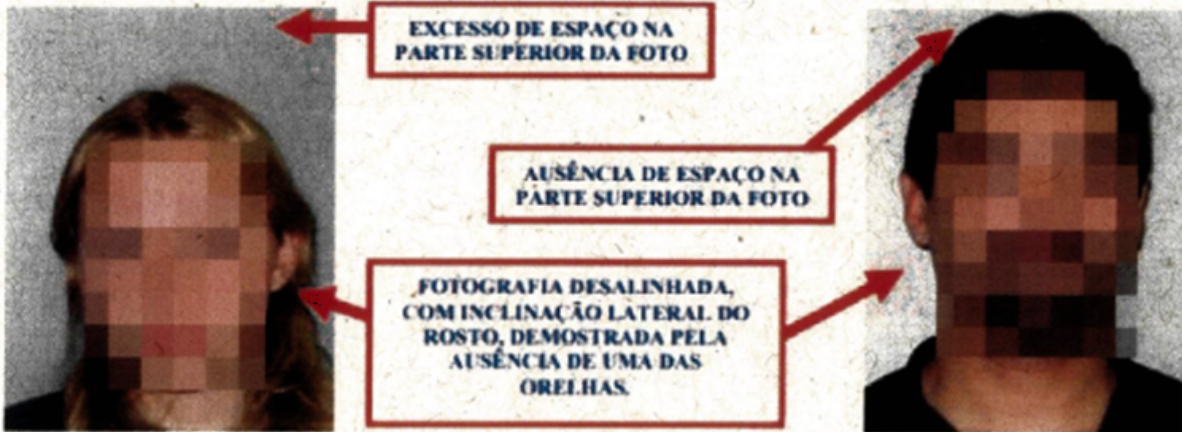 EXCESSO DE ESPAÇO NA
PARTE SUPERIOR DA FOTO
AUSÊNCIA DE ESPAÇO NA
PARTE SUPERIOR DA FOTO
FOTOGRAFIA DESALINHADA,
COM INCLINAÇÃO LATERAL DO
ROSTO, DEMOSTRADA PELA
AUSÊNCIA DE UMA DAS
ORELHAS.